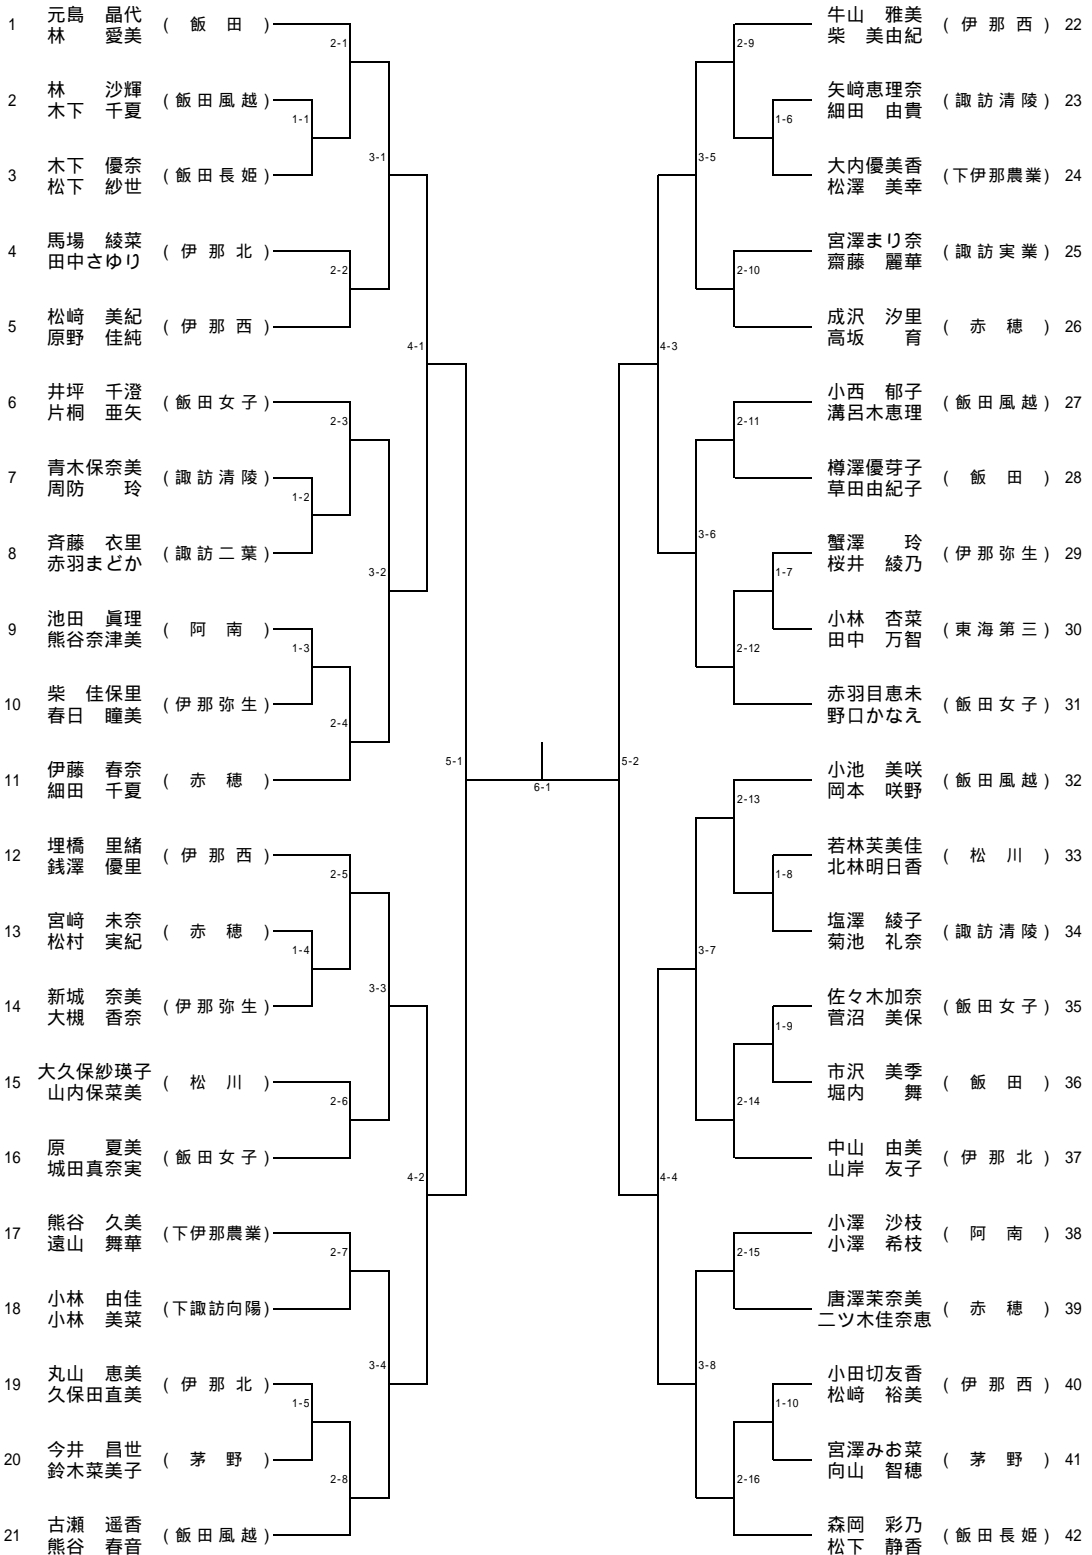 1 元島 晶代 (飯田)
林 愛美
2-1
2 林 沙輝 (飯田風越)
木下 千夏
1-1
3 木下 優奈 (飯田長姫)
松下 紗世
3-1
4 馬場 綾菜 (伊那北)
田中さゆり
2-2
5 松﨑 美紀 (伊那西)
原野 佳純
4-1
6 井坪 千澄 (飯田女子)
片桐 亜矢
2-3
7 青木保奈美 (諏訪清陵)
周防 玲
1-2
8 斉藤 衣里 (諏訪二葉)
赤羽まどか
3-2
9 池田 眞理 (阿南)
熊谷奈津美
1-3
10 柴 佳保里 (伊那弥生)
春日 瞳美
2-4
11 伊藤 春奈 (赤穂)
細田 千夏
5-1
12 埋橋 里緒 (伊那西)
銭澤 優里
2-5
13 宮﨑 未奈 (赤穂)
松村 実紀
1-4
14 新城 奈美 (伊那弥生)
大槻 香奈
3-3
15 大久保紗瑛子 (松川)
山内保菜美
2-6
16 原 夏美 (飯田女子)
城田真奈実
4-2
17 熊谷 久美 (下伊那農業)
遠山 舞華
2-7
18 小林 由佳 (下諏訪向陽)
小林 美菜
3-4
19 丸山 恵美 (伊那北)
久保田直美
1-5
20 今井 昌世 (茅野)
鈴木菜美子
2-8
21 古瀬 遥香 (飯田風越)
熊谷 春音
6-1
牛山 雅美 (伊那西) 22
柴 美由紀
2-9
矢﨑恵理奈 (諏訪清陵) 23
細田 由貴
1-6
大内優美香 (下伊那農業) 24
松澤 美幸
3-5
宮澤まり奈 (諏訪実業) 25
齋藤 麗華
2-10
成沢 汐里 (赤穂) 26
高坂 育
4-3
小西 郁子 (飯田風越) 27
溝呂木恵理
2-11
樽澤優芽子 (飯田) 28
草田由紀子
3-6
蟹澤 玲 (伊那弥生) 29
桜井 綾乃
1-7
小林 杏菜 (東海第三) 30
田中 万智
2-12
赤羽目恵未 (飯田女子) 31
野口かなえ
5-2
小池 美咲 (飯田風越) 32
岡本 咲野
2-13
若林芙美佳 (松川) 33
北林明日香
1-8
塩澤 綾子 (諏訪清陵) 34
菊池 礼奈
3-7
佐々木加奈 (飯田女子) 35
菅沼 美保
1-9
市沢 美季 (飯田) 36
堀内 舞
2-14
中山 由美 (伊那北) 37
山岸 友子
4-4
小澤 沙枝 (阿南) 38
小澤 希枝
2-15
唐澤茉奈美 (赤穂) 39
二ツ木佳奈恵
3-8
小田切友香 (伊那西) 40
松﨑 裕美
1-10
宮澤みお菜 (茅野) 41
向山 智穂
2-16
森岡 彩乃 (飯田長姫) 42
松下 静香